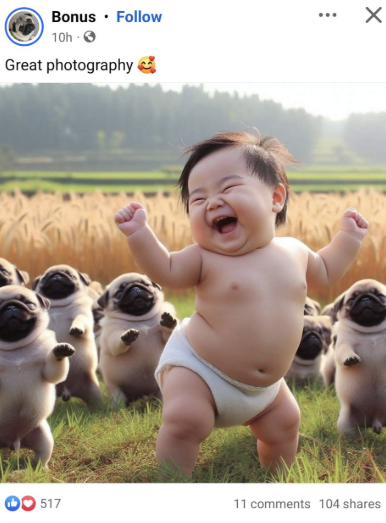 Bonus • Follow
10h ·
Great photography 🥰
517 11 comments 104 shares